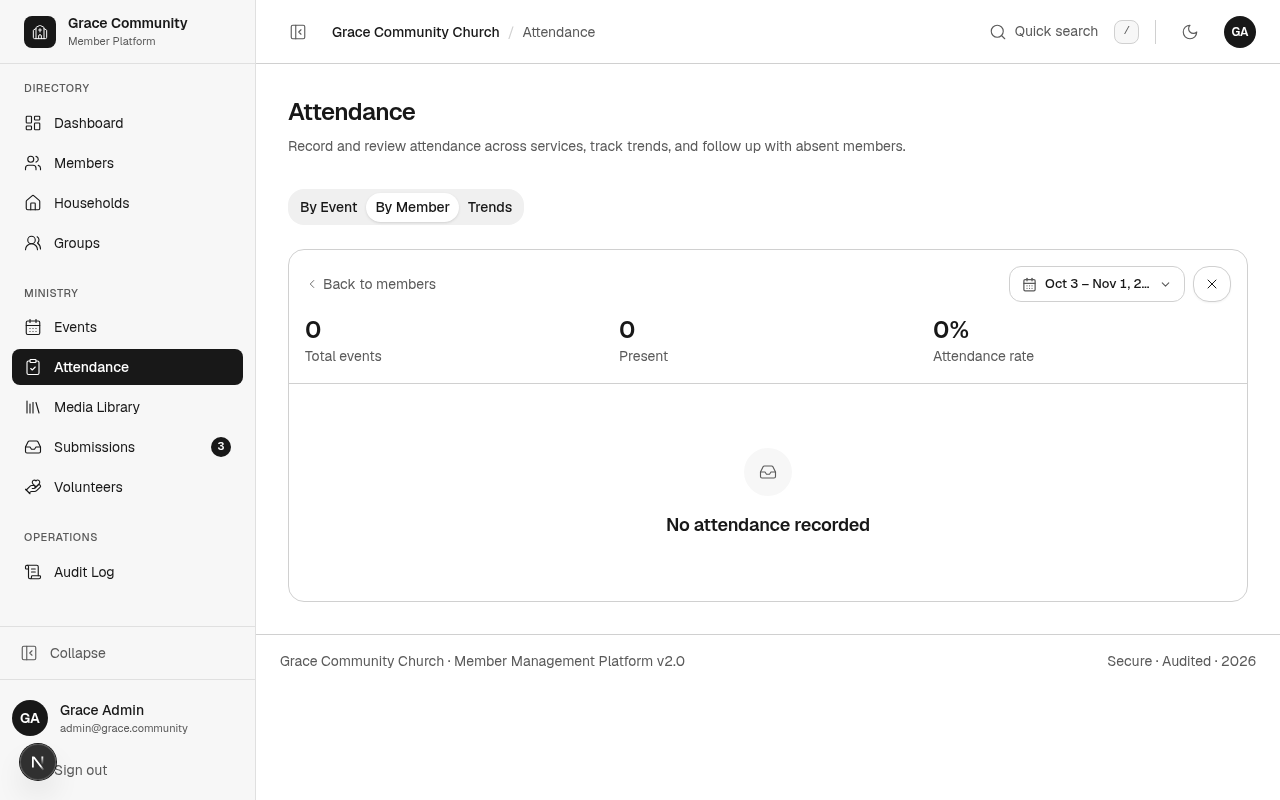 Grace Community
Member Platform
DIRECTORY
Dashboard
Members
Households
Groups
MINISTRY
Events
Attendance
Media Library
Submissions
3
Volunteers
OPERATIONS
Audit Log
Collapse
GA
Grace Admin
admin@grace.community
N
Sign out
Grace Community Church / Attendance
Quick search
/
GA
Attendance
Record and review attendance across services, track trends, and follow up with absent members.
By Event
By Member
Trends
Back to members
Oct 3 – Nov 1, 2...
0
Total events
0
Present
0%
Attendance rate
No attendance recorded
Grace Community Church · Member Management Platform v2.0
Secure · Audited · 2026